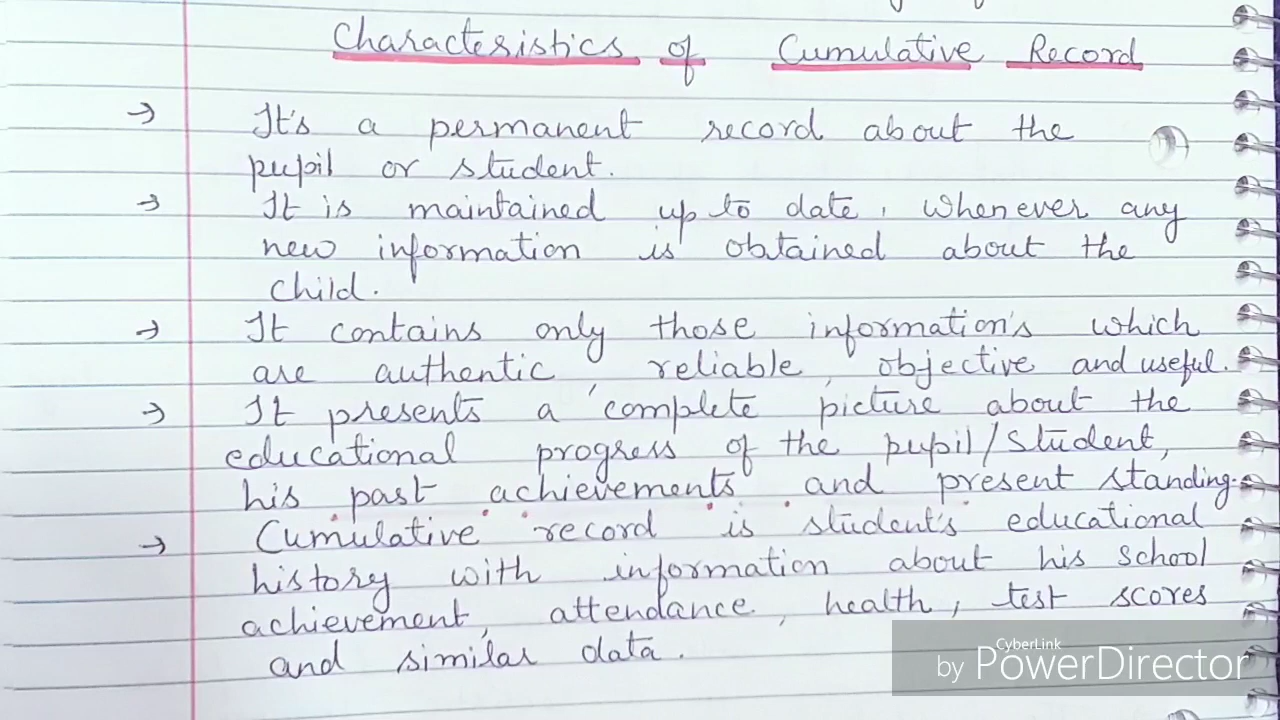 Characteristics of Cumulative Record
→ It's a permanent record about the
pupil or student.
→ It is maintained up to date, whenever any
new information is obtained about the
child.
→ It contains only those information's which
are authentic, reliable, objective and useful.
→ It presents a complete picture about the
educational progress of the pupil/student,
his past achievements and present standing.
→ Cumulative record is student's educational
history with information about his school
achievement, attendance, health, test scores
and similar data.
CyberLink
by PowerDirector